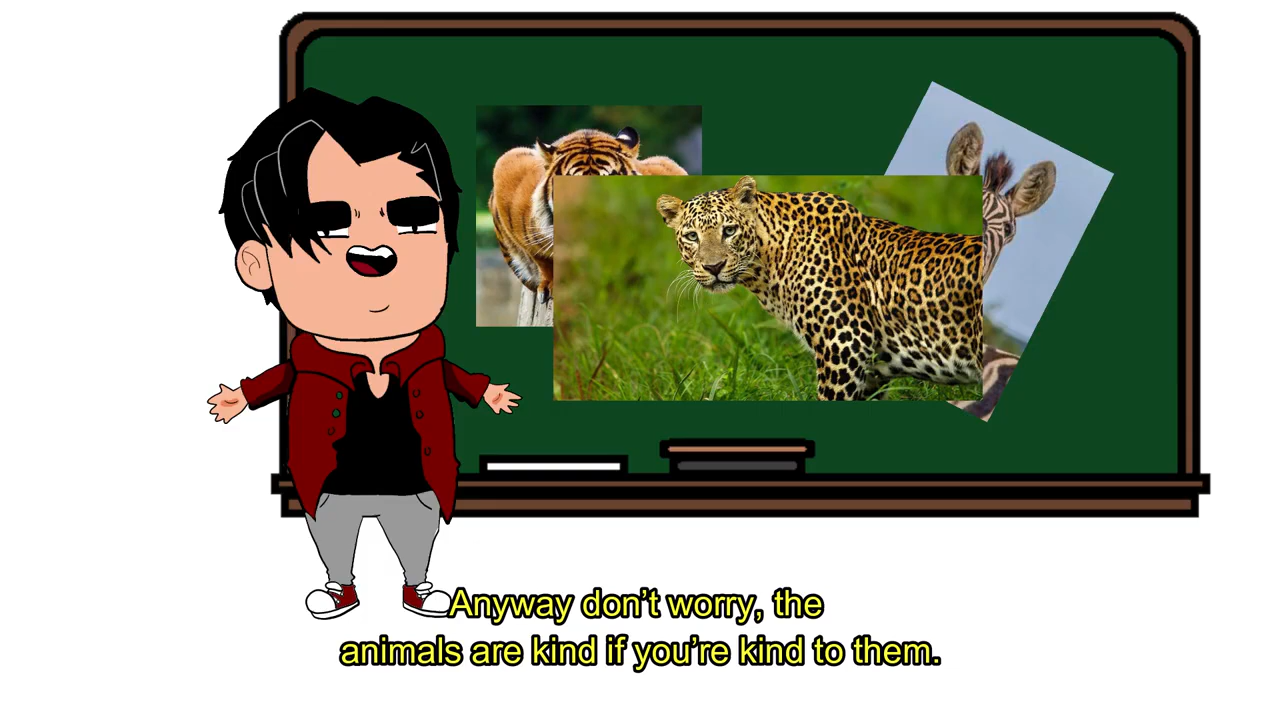 Anyway don't worry, the
animals are kind if you're kind to them.